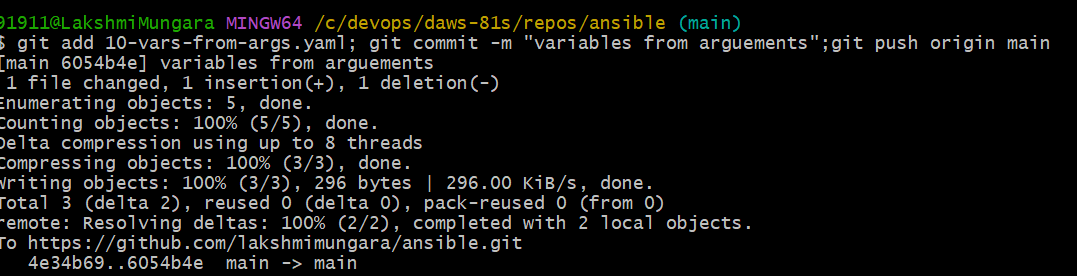 91911@LakshmiMungara MINGW64 /c/devops/daws-81s/repos/ansible (main)
$ git add 10-vars-from-args.yaml; git commit -m "variables from arguements";git push origin main
[main 6054b4e] variables from arguements
 1 file changed, 1 insertion(+), 1 deletion(-)
Enumerating objects: 5, done.
Counting objects: 100% (5/5), done.
Delta compression using up to 8 threads
Compressing objects: 100% (3/3), done.
Writing objects: 100% (3/3), 296 bytes | 296.00 KiB/s, done.
Total 3 (delta 2), reused 0 (delta 0), pack-reused 0 (from 0)
remote: Resolving deltas: 100% (2/2), completed with 2 local objects.
To https://github.com/lakshmimungara/ansible.git
   4e34b69..6054b4e  main -> main